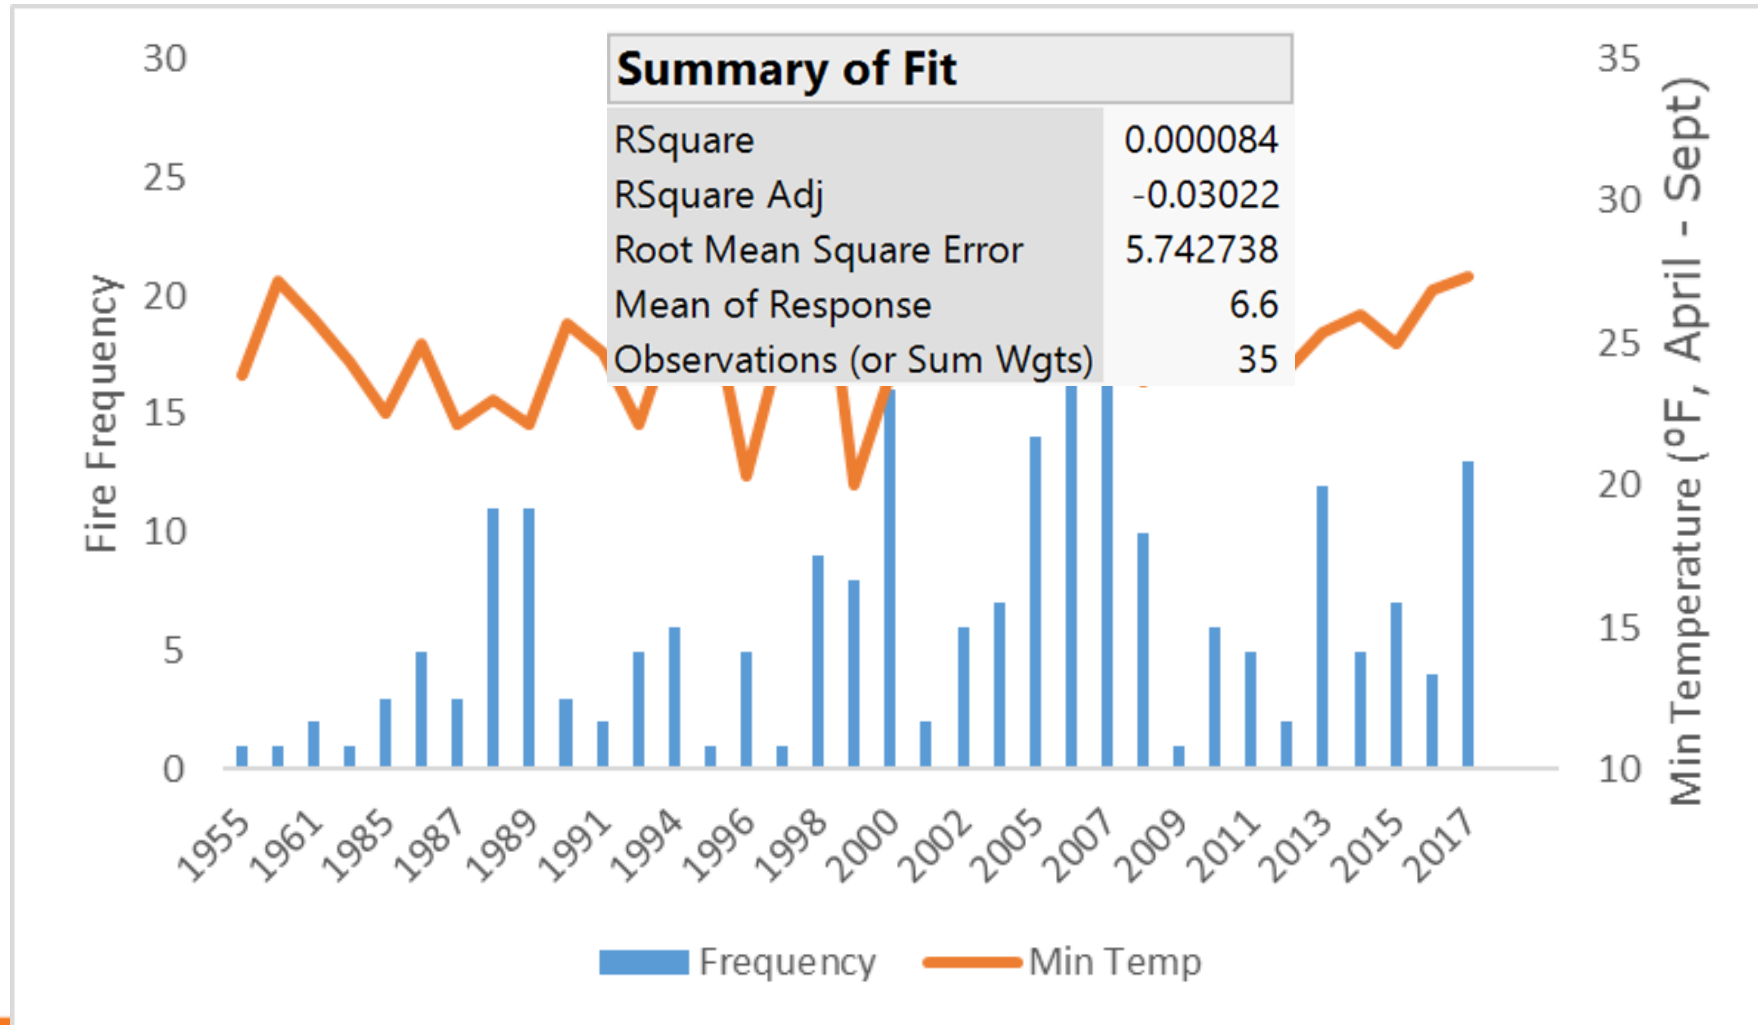 Summary of Fit
RSquare 0.000084
RSquare Adj -0.03022
Root Mean Square Error 5.742738
Mean of Response 6.6
Observations (or Sum Wgts) 35
Fire Frequency
30
25
20
15
10
5
0
35
30
25
20
15
10
Min Temperature (ºF, April - Sept)
1955 1961 1985 1987 1989 1991 1994 1996 1998 2000 2002 2005 2007 2009 2011 2013 2015 2017
Frequency Min Temp